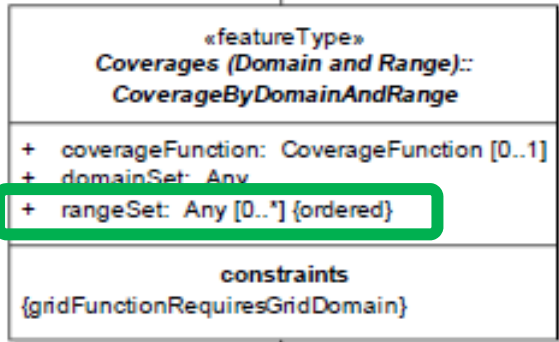 «featureType»
Coverages (Domain and Range)::
CoverageByDomainAndRange
+ coverageFunction: CoverageFunction [0..1]
+ domainSet: Any
+ rangeSet: Any [0..*] {ordered}
constraints
{gridFunctionRequiresGridDomain}